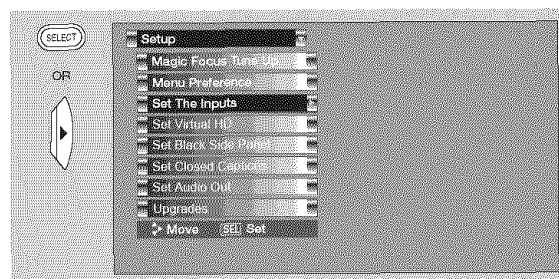 SELECT
OR
Setup
Magic Focus Tune Up
Menu Preference
Set The Inputs
Set Virtual HD
Set Black Side Panel
Set Closed Captions
Set Audio Out
Upgrades
Move SEL Set